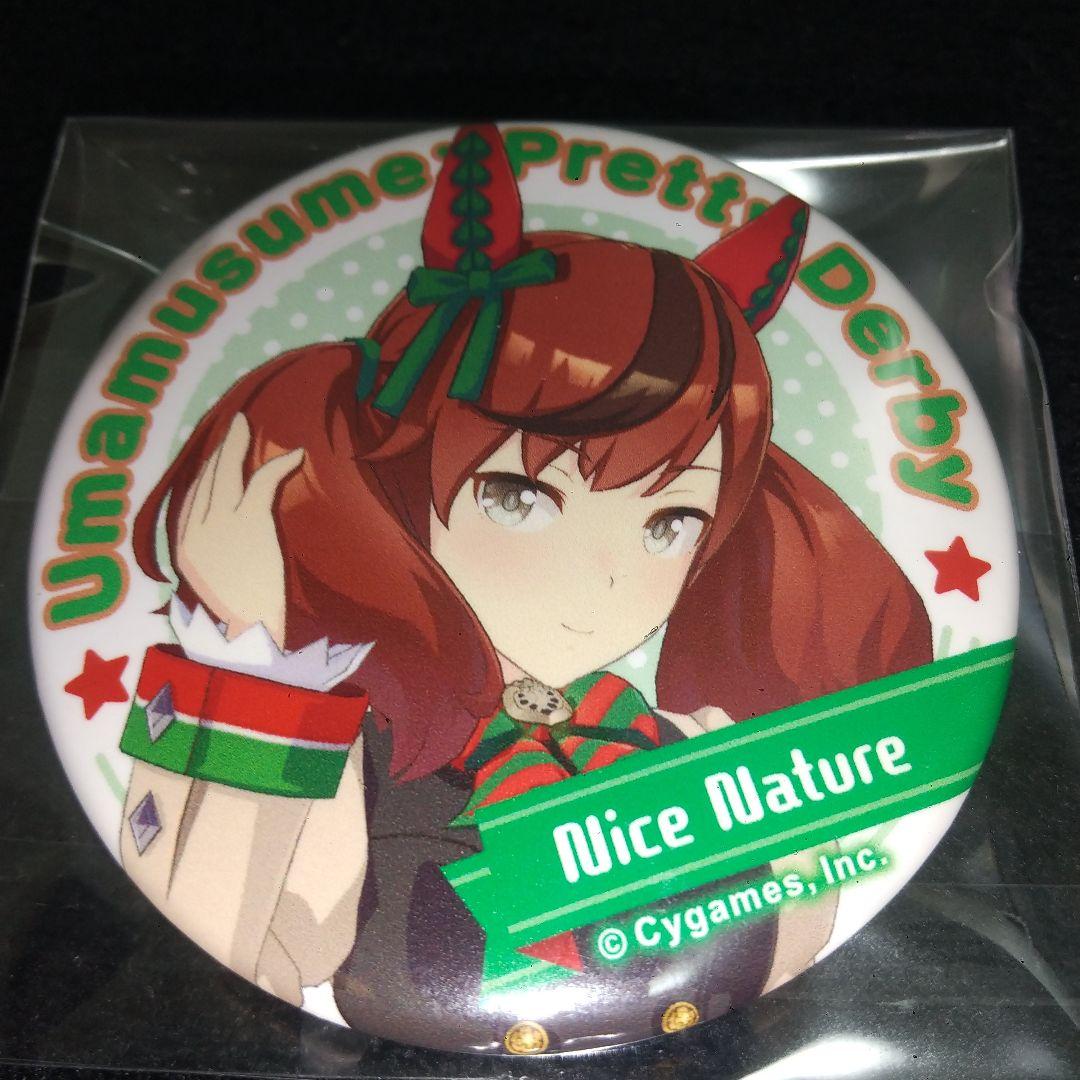 Umamusume: Pretty Derby
Nice Nature
© Cygames, Inc.